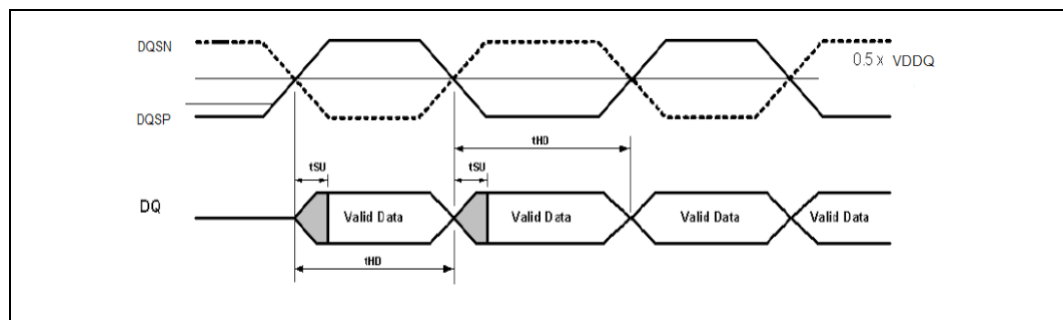 DQSN
0.5 x VDDQ
DQSP
tHD
tSU
tSU
DQ
Valid Data
Valid Data
Valid Data
Valid Data
tHD